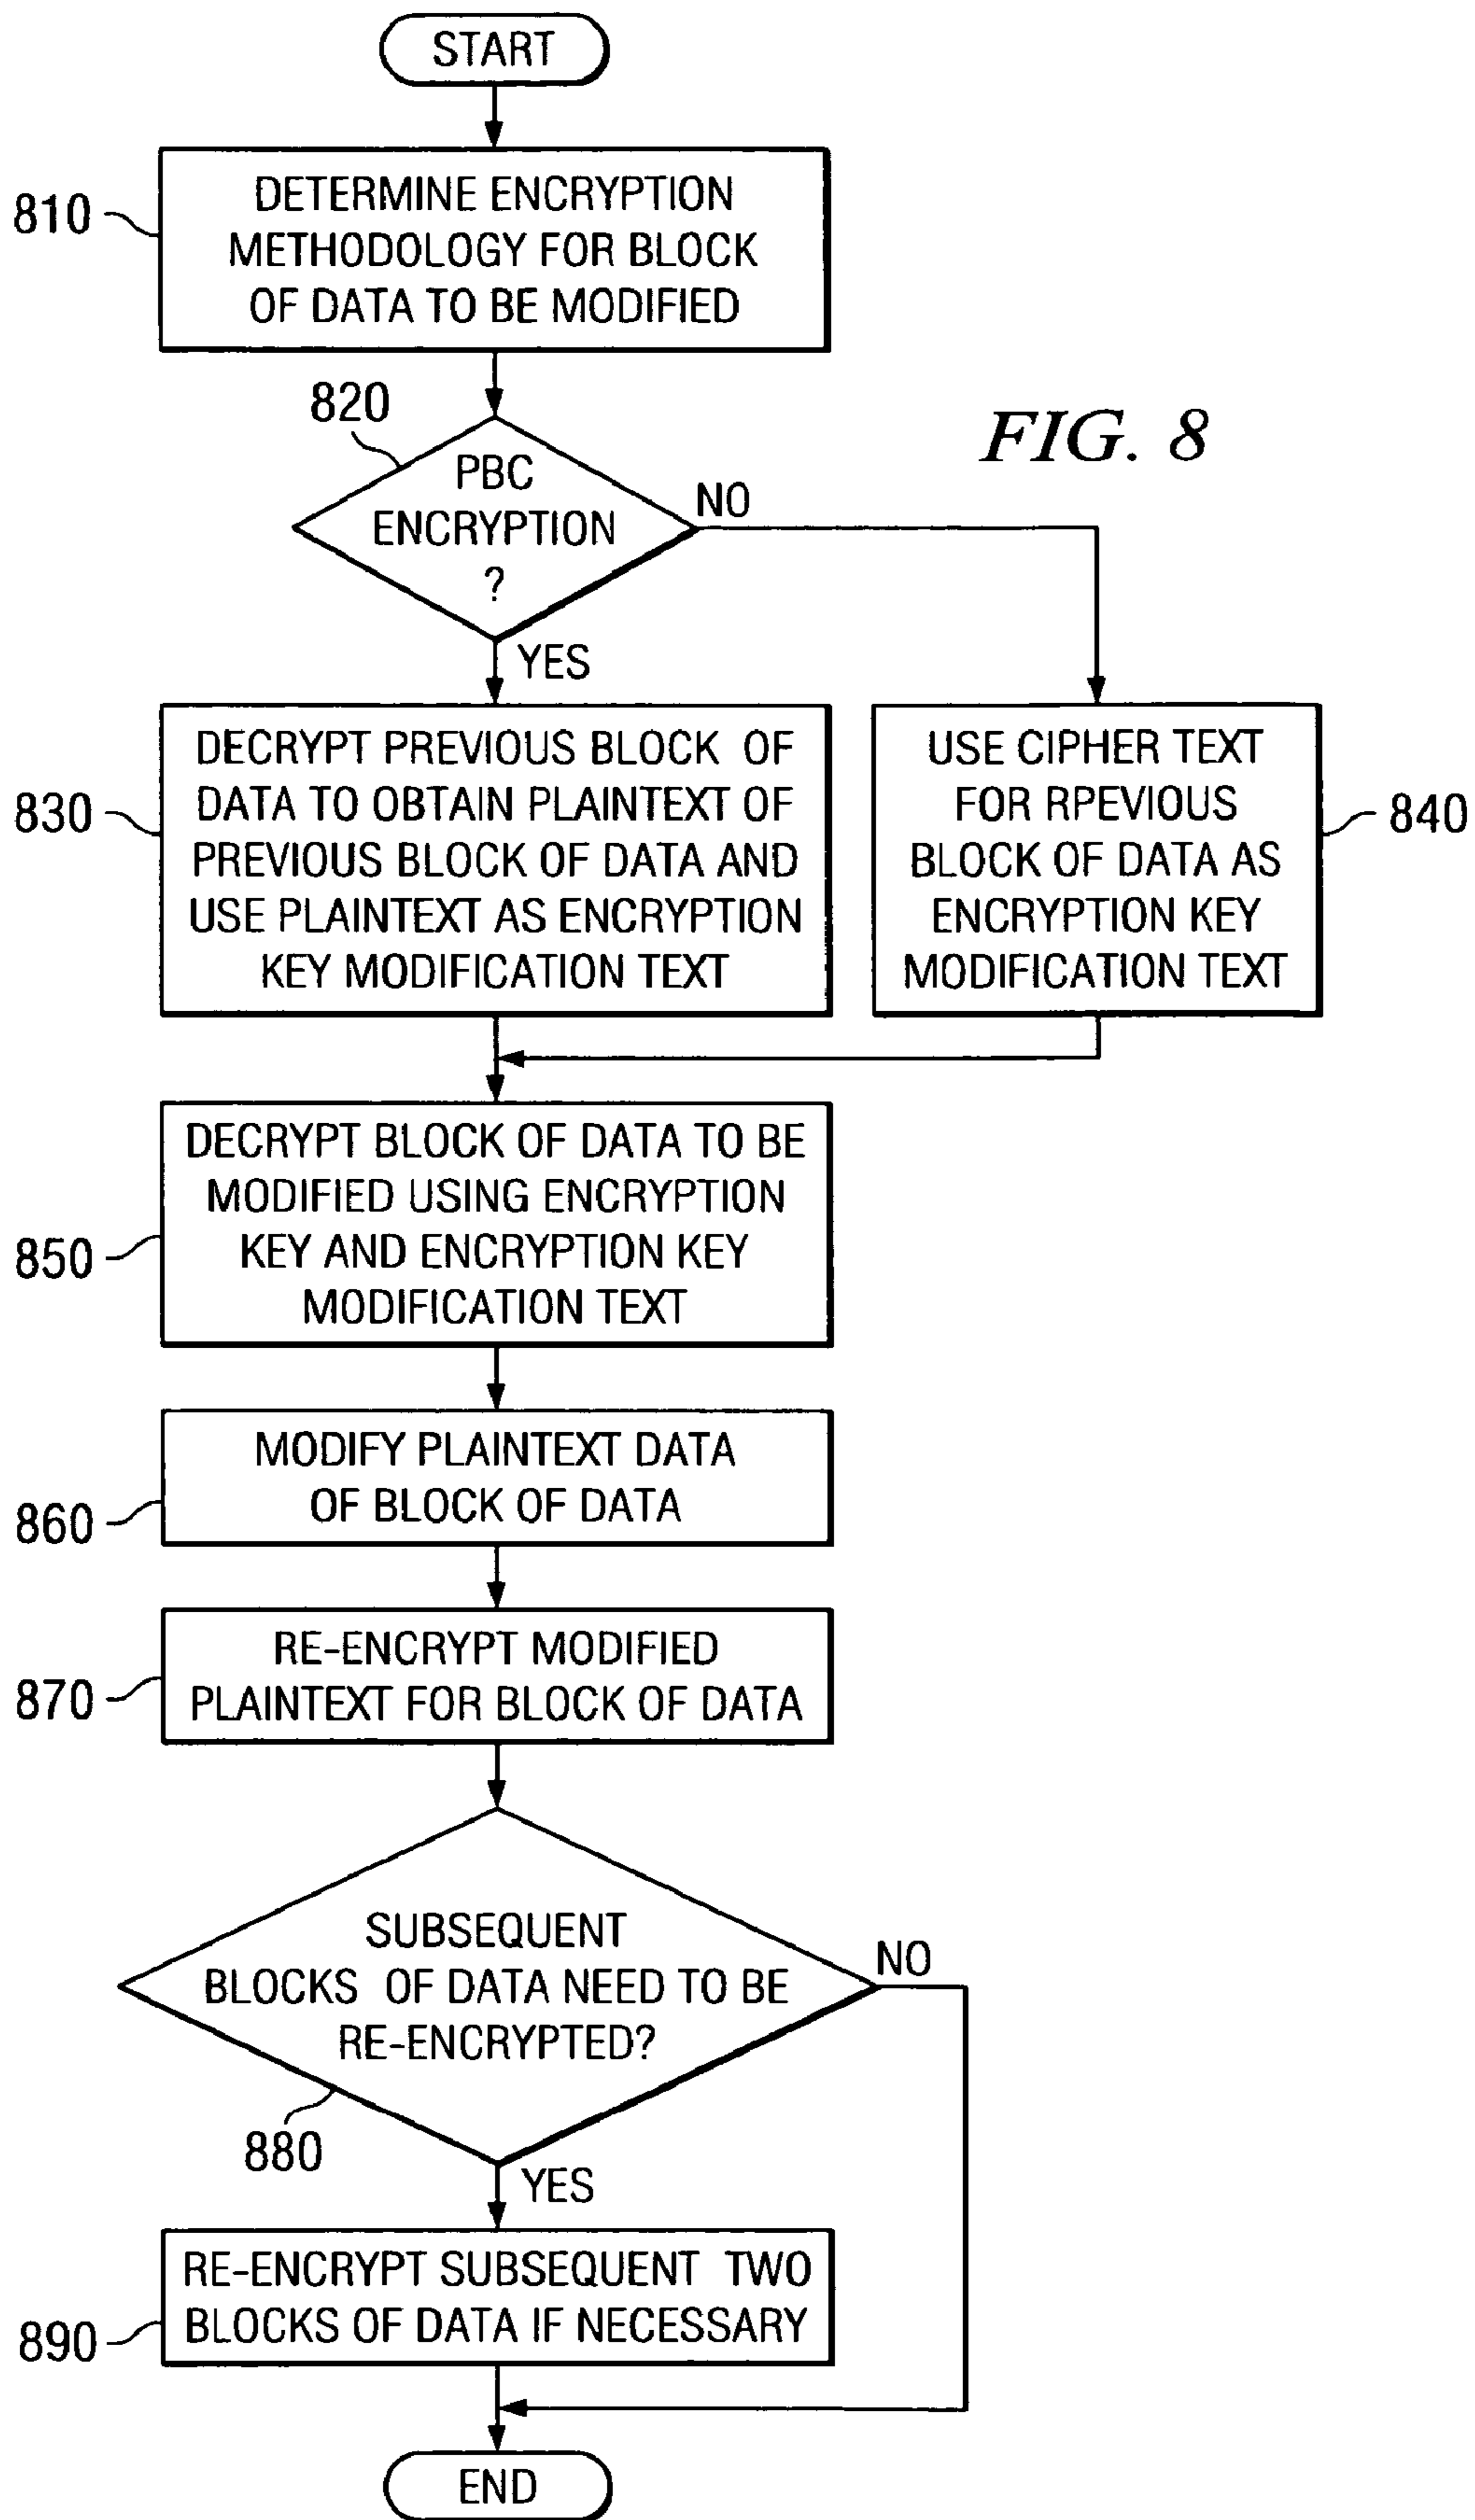 START
810
DETERMINE ENCRYPTION
METHODOLOGY FOR BLOCK
OF DATA TO BE MODIFIED
820
FIG. 8
PBC
ENCRYPTION
?
NO
YES
830
DECRYPT PREVIOUS BLOCK OF
DATA TO OBTAIN PLAINTEXT OF
PREVIOUS BLOCK OF DATA AND
USE PLAINTEXT AS ENCRYPTION
KEY MODIFICATION TEXT
USE CIPHER TEXT
FOR RPEVIOUS
BLOCK OF DATA AS
ENCRYPTION KEY
MODIFICATION TEXT
840
850
DECRYPT BLOCK OF DATA TO BE
MODIFIED USING ENCRYPTION
KEY AND ENCRYPTION KEY
MODIFICATION TEXT
860
MODIFY PLAINTEXT DATA
OF BLOCK OF DATA
870
RE-ENCRYPT MODIFIED
PLAINTEXT FOR BLOCK OF DATA
SUBSEQUENT
BLOCKS OF DATA NEED TO BE
RE-ENCRYPTED?
NO
880
YES
890
RE-ENCRYPT SUBSEQUENT TWO
BLOCKS OF DATA IF NECESSARY
END